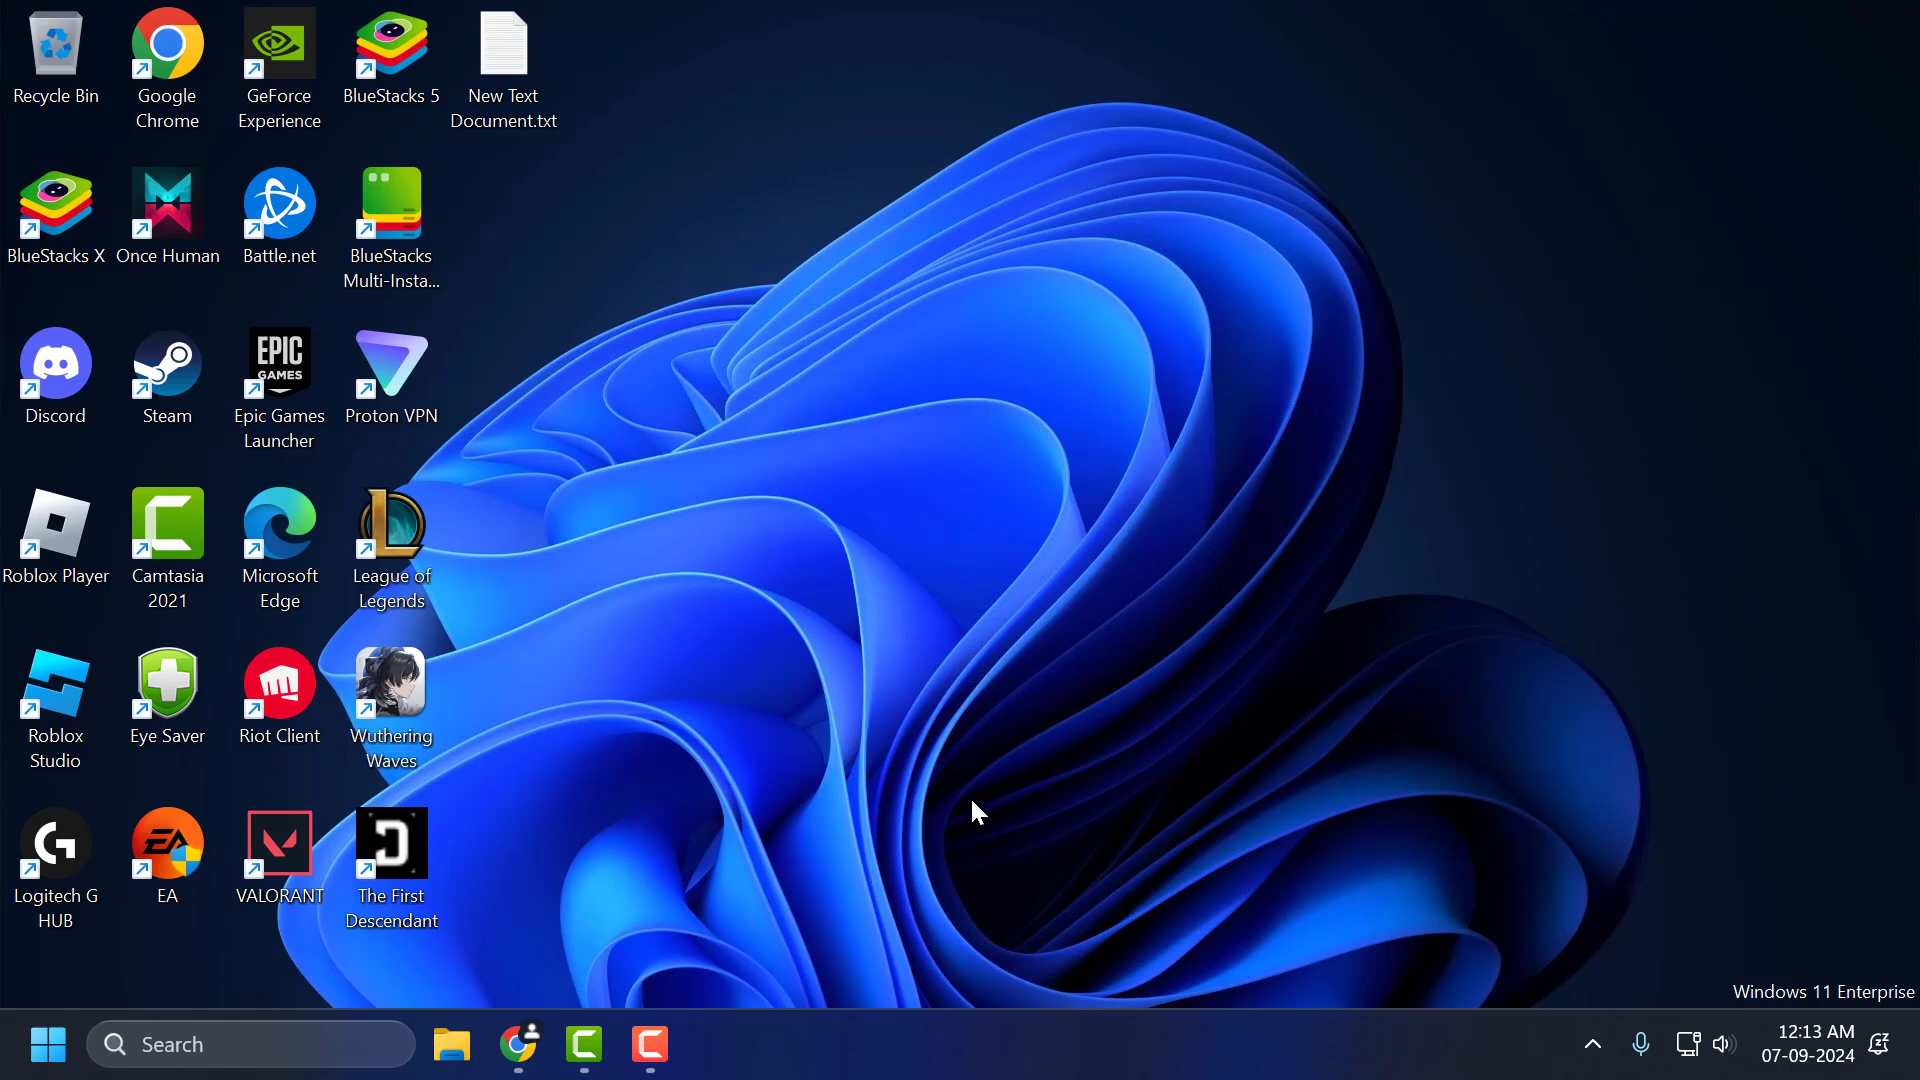 Recycle Bin
Google
Chrome
GeForce
Experience
BlueStacks 5
New Text
Document.txt
BlueStacks X
Once Human
Battle.net
BlueStacks
Multi-Insta...
Discord
Steam
EPIC
GAMES
Epic Games
Launcher
Proton VPN
Roblox Player
Camtasia
2021
Microsoft
Edge
League of
Legends
Roblox
Studio
Eye Saver
Riot Client
Wuthering
Waves
Logitech G
HUB
EA
EA
VALORANT
The First
Descendant
Windows 11 Enterprise
Search
12:13 AM
07-09-2024